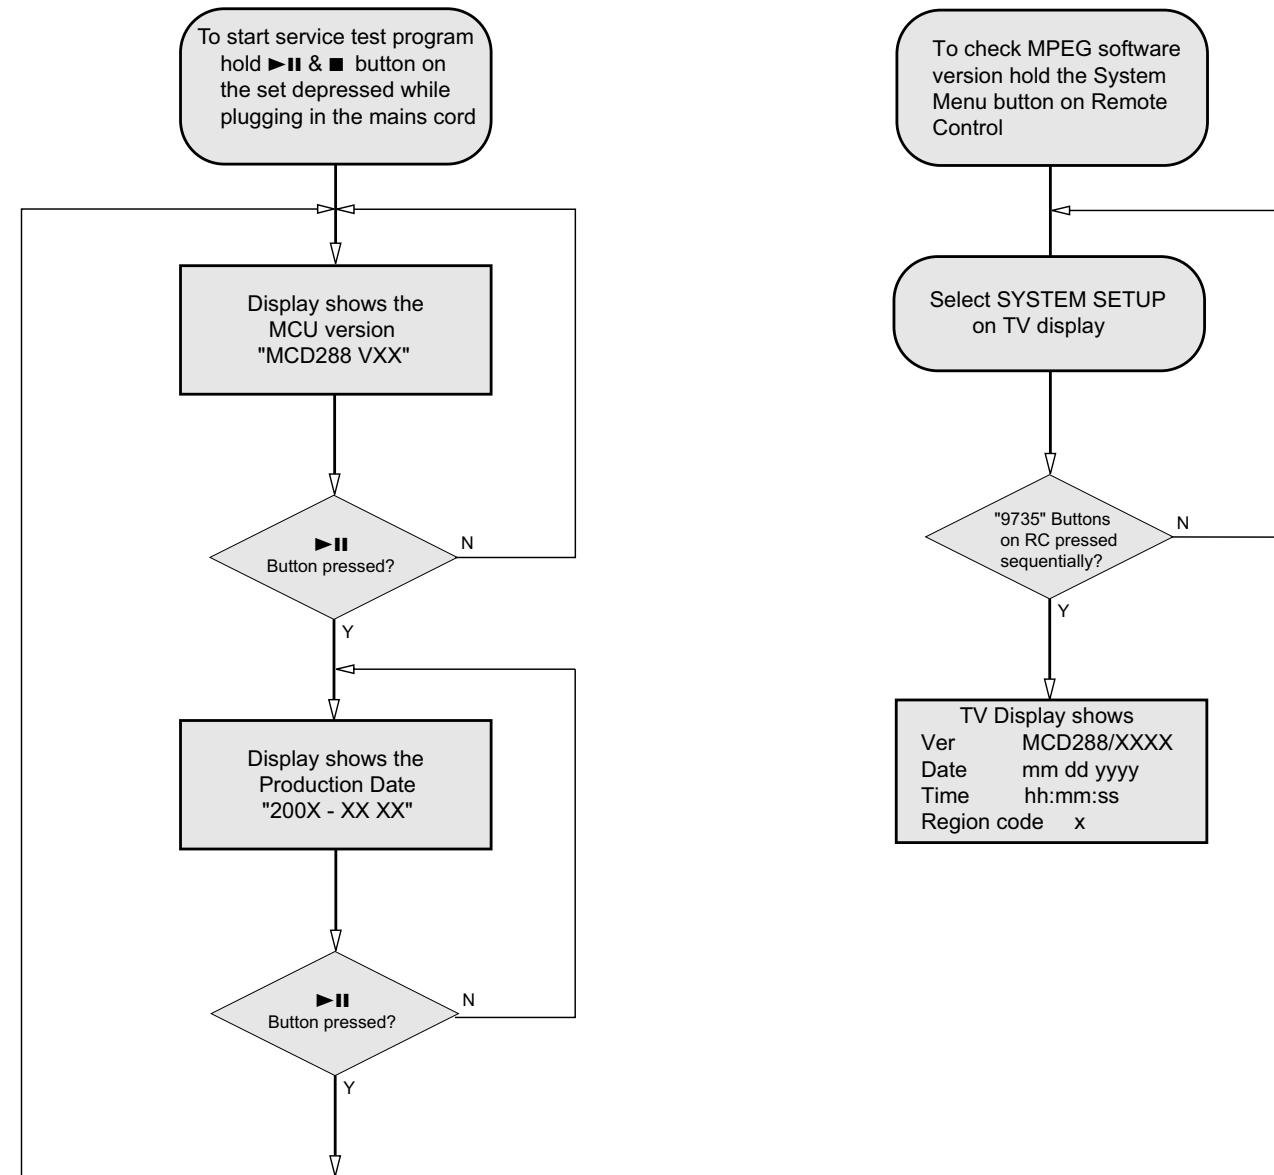 To start service test program
hold ►II & ■ button on
the set depressed while
plugging in the mains cord
Display shows the
MCU version
"MCD288 VXX"
►II
Button pressed?
N
Y
Display shows the
Production Date
"200X - XX XX"
►II
Button pressed?
N
Y
To check MPEG software
version hold the System
Menu button on Remote
Control
Select SYSTEM SETUP
on TV display
"9735" Buttons
on RC pressed
sequentially?
N
Y
TV Display shows
Ver MCD288/XXXX
Date mm dd yyyy
Time hh:mm:ss
Region code x